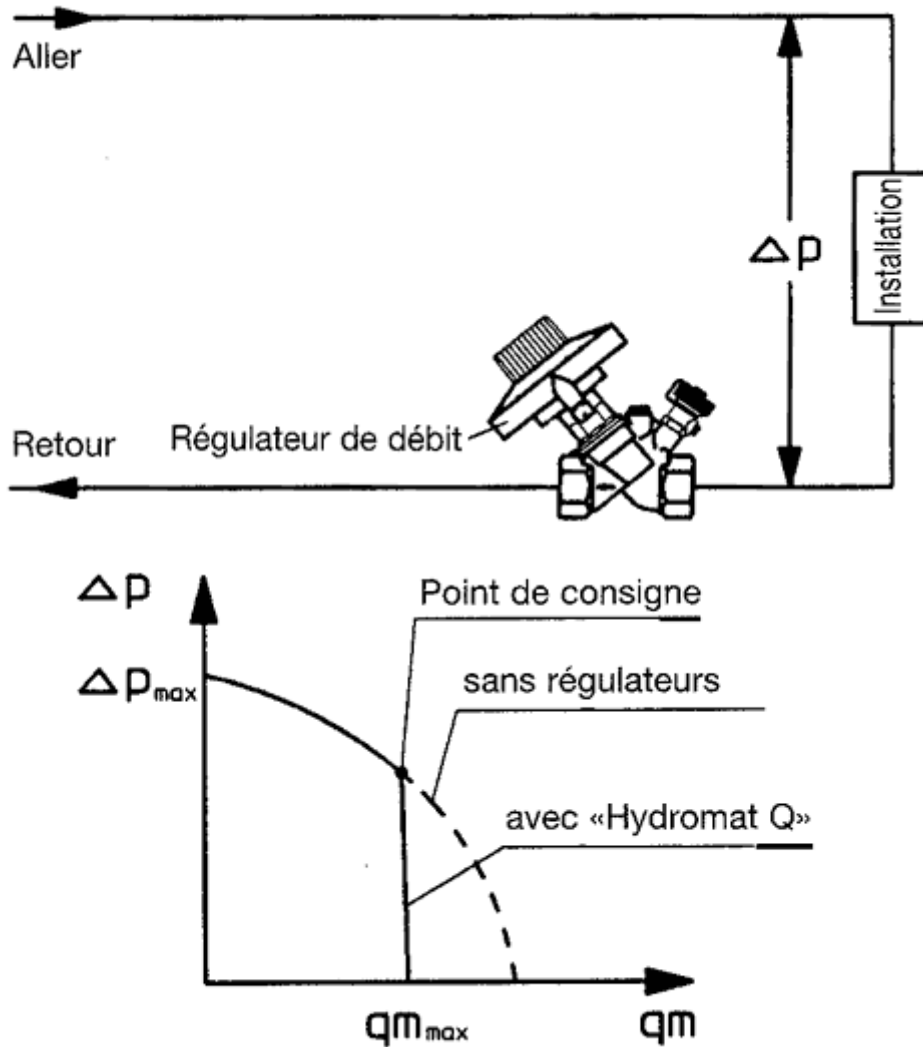 Aller
Δp
Installation
Régulateur de débit
Retour
Δp
Point de consigne
Δpmax
sans régulateurs
avec «Hydromat Q»
qmmax
qm